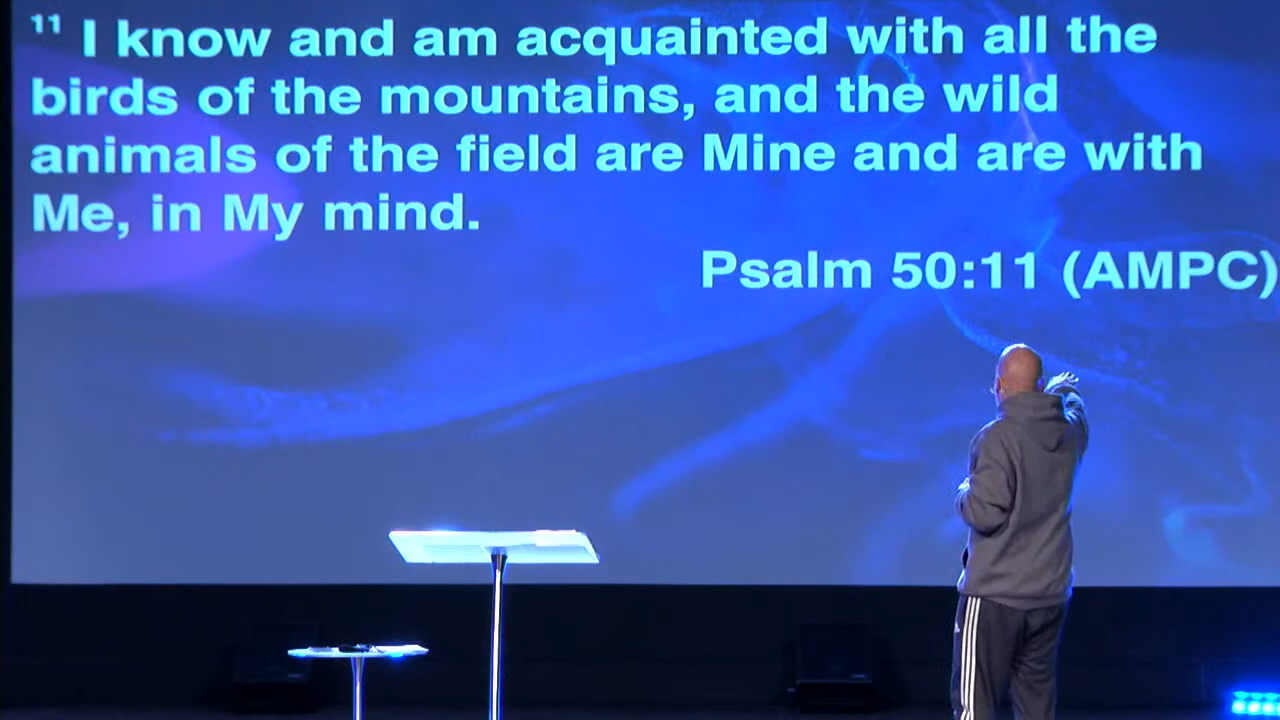 ¹¹ I know and am acquainted with all the
birds of the mountains, and the wild
animals of the field are Mine and are with
Me, in My mind.
Psalm 50:11 (AMPC)